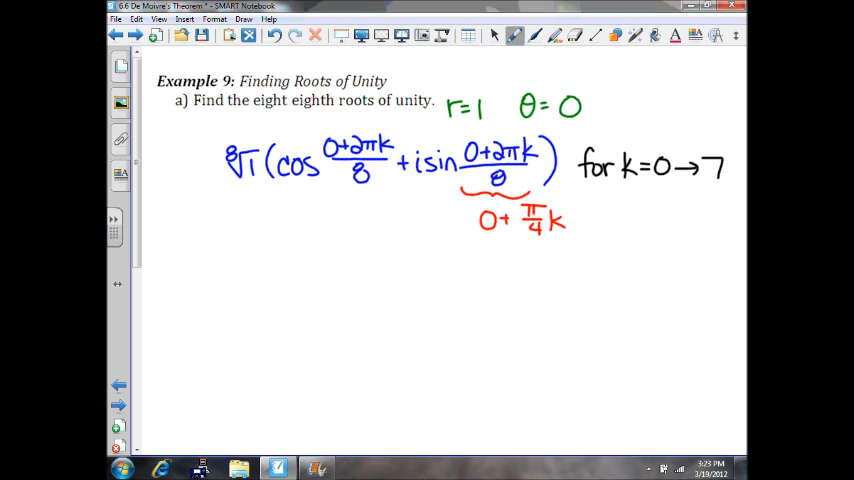 6.6 De Moivre's Theorem * - SMART Notebook
File Edit View Insert Format Draw Help
Example 9: Finding Roots of Unity
a) Find the eight eighth roots of unity. r=1 θ=0
⁸√1 (cos (0+2πk)/8 + i sin (0+2πk)/8) for k=0→7
0+ π/4 k
3:23 PM
3/19/2012